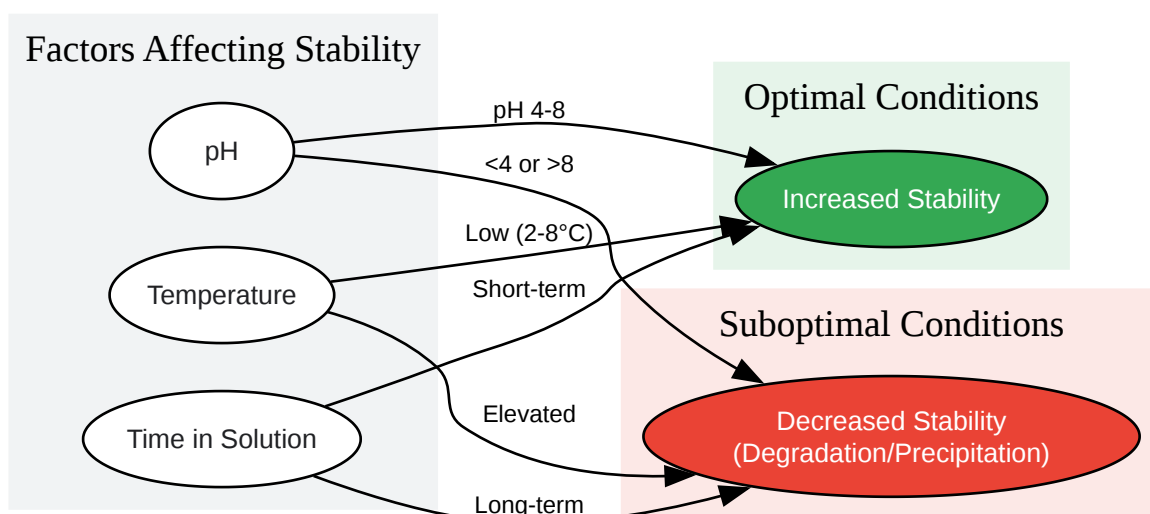 Factors Affecting Stability
pH
Temperature
Time in Solution
pH 4-8
<4 or >8
Low (2-8°C)
Short-term
Elevated
Long-term
Optimal Conditions
Increased Stability
Suboptimal Conditions
Decreased Stability
(Degradation/Precipitation)